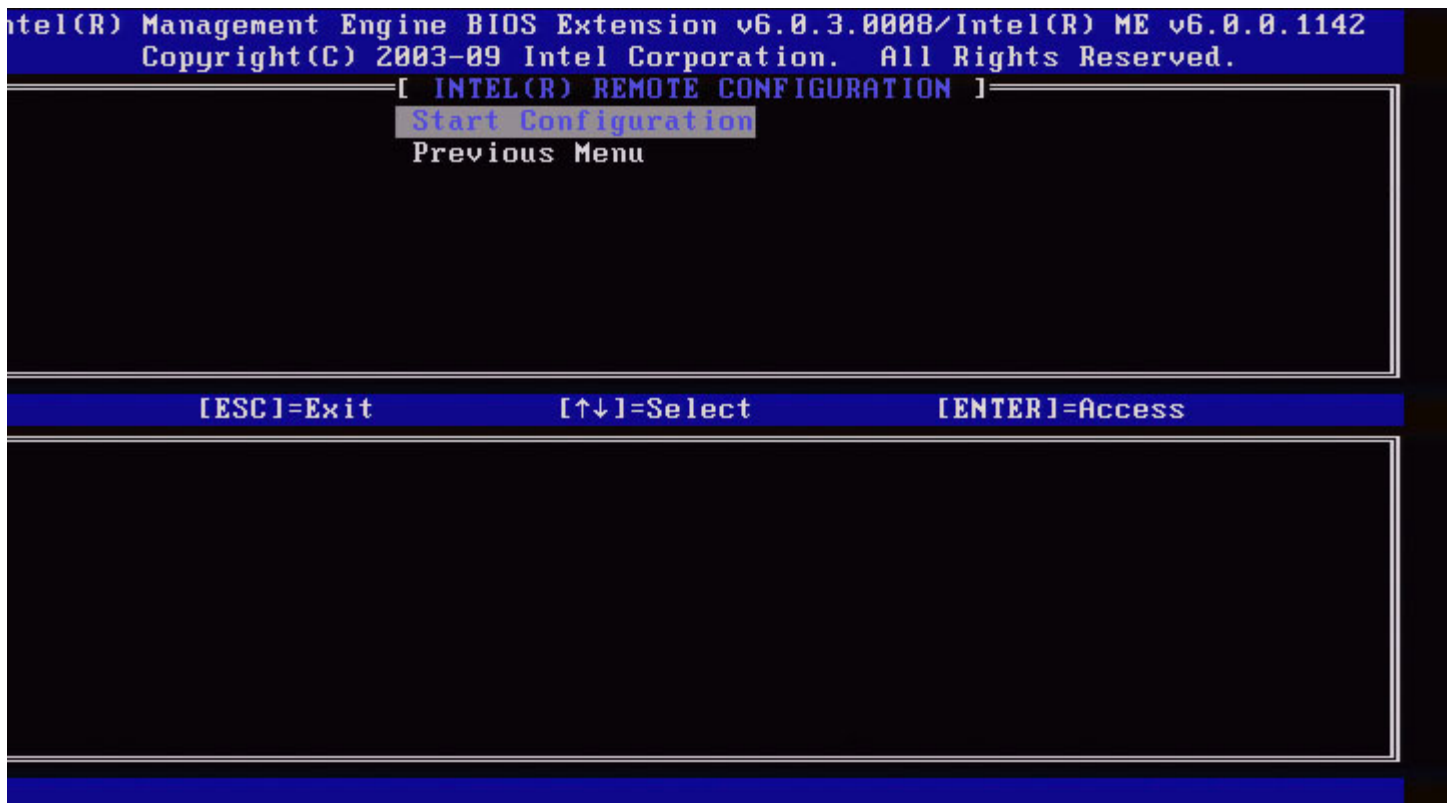 ntel(R) Management Engine BIOS Extension v6.0.3.0008/Intel(R) ME v6.0.0.1142
Copyright(C) 2003-09 Intel Corporation. All Rights Reserved.
[ INTEL(R) REMOTE CONFIGURATION ]
Start Configuration
Previous Menu
[ESC]=Exit [↑↓]=Select [ENTER]=Access